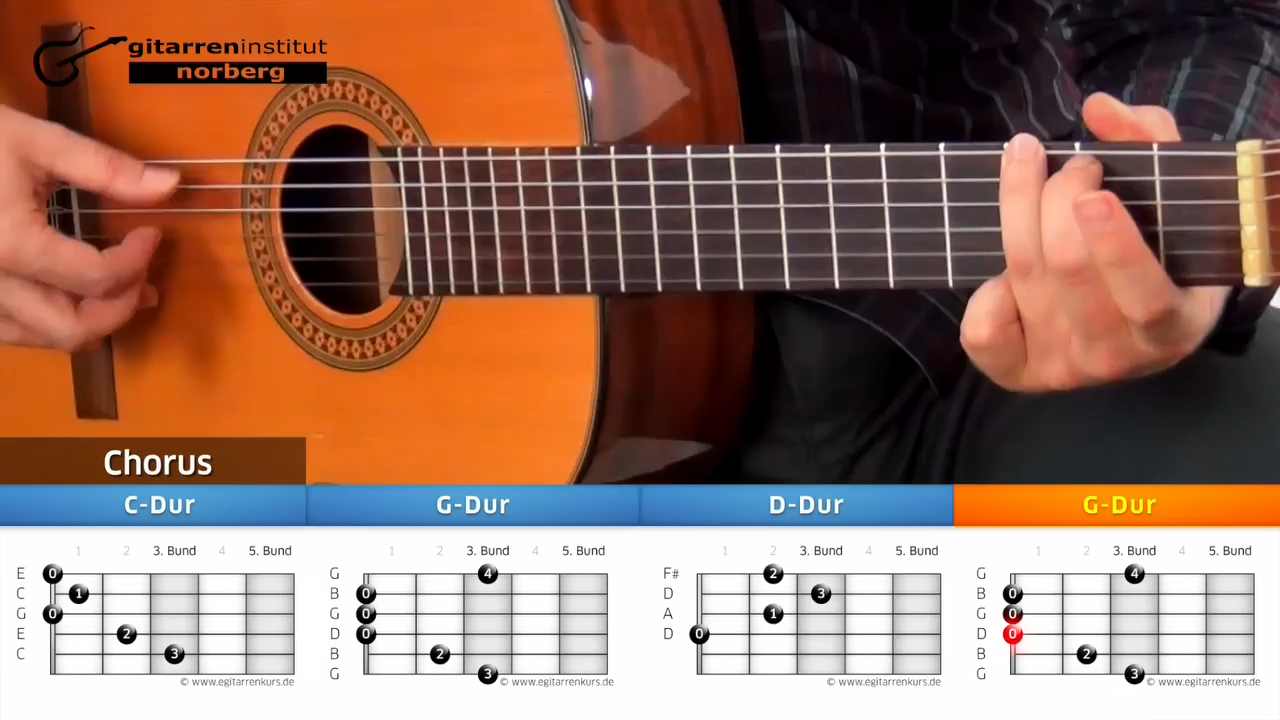 gitarreninstitut
norberg
Chorus
C-Dur G-Dur D-Dur G-Dur
1 2 3. Bund 4 5. Bund 1 2 3. Bund 4 5. Bund 1 2 3. Bund 4 5. Bund 1 2 3. Bund 4 5. Bund
E 0 G 4 F# 2 G 4
C 1 B 0 D 3 B 0
G 0 G 0 A 1 G 0
E 2 D 0 D 0 D 0
C 3 B 2 B 2
G 3 G 3
© www.egitarrenkurs.de © www.egitarrenkurs.de © www.egitarrenkurs.de © www.egitarrenkurs.de